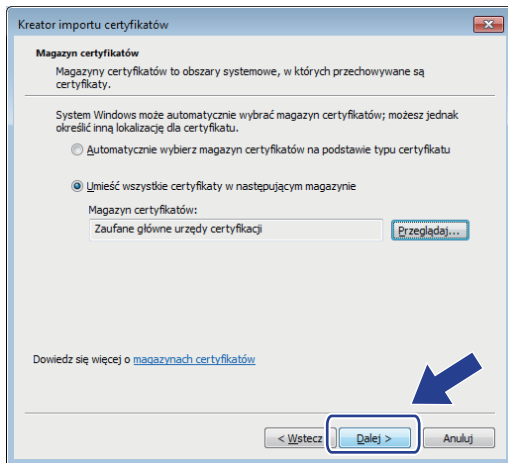 Kreator importu certyfikatów
Magazyn certyfikatów
Magazyny certyfikatów to obszary systemowe, w których przechowywane są
certyfikaty.
System Windows może automatycznie wybrać magazyn certyfikatów; możesz jednak
określić inną lokalizację dla certyfikatu.
Automatycznie wybierz magazyn certyfikatów na podstawie typu certyfikatu
Umieść wszystkie certyfikaty w następującym magazynie
Magazyn certyfikatów:
Zaufane główne urzędy certyfikacji
Przeglądaj...
Dowiedz się więcej o magazynach certyfikatów
< Wstecz
Dalej >
Anuluj